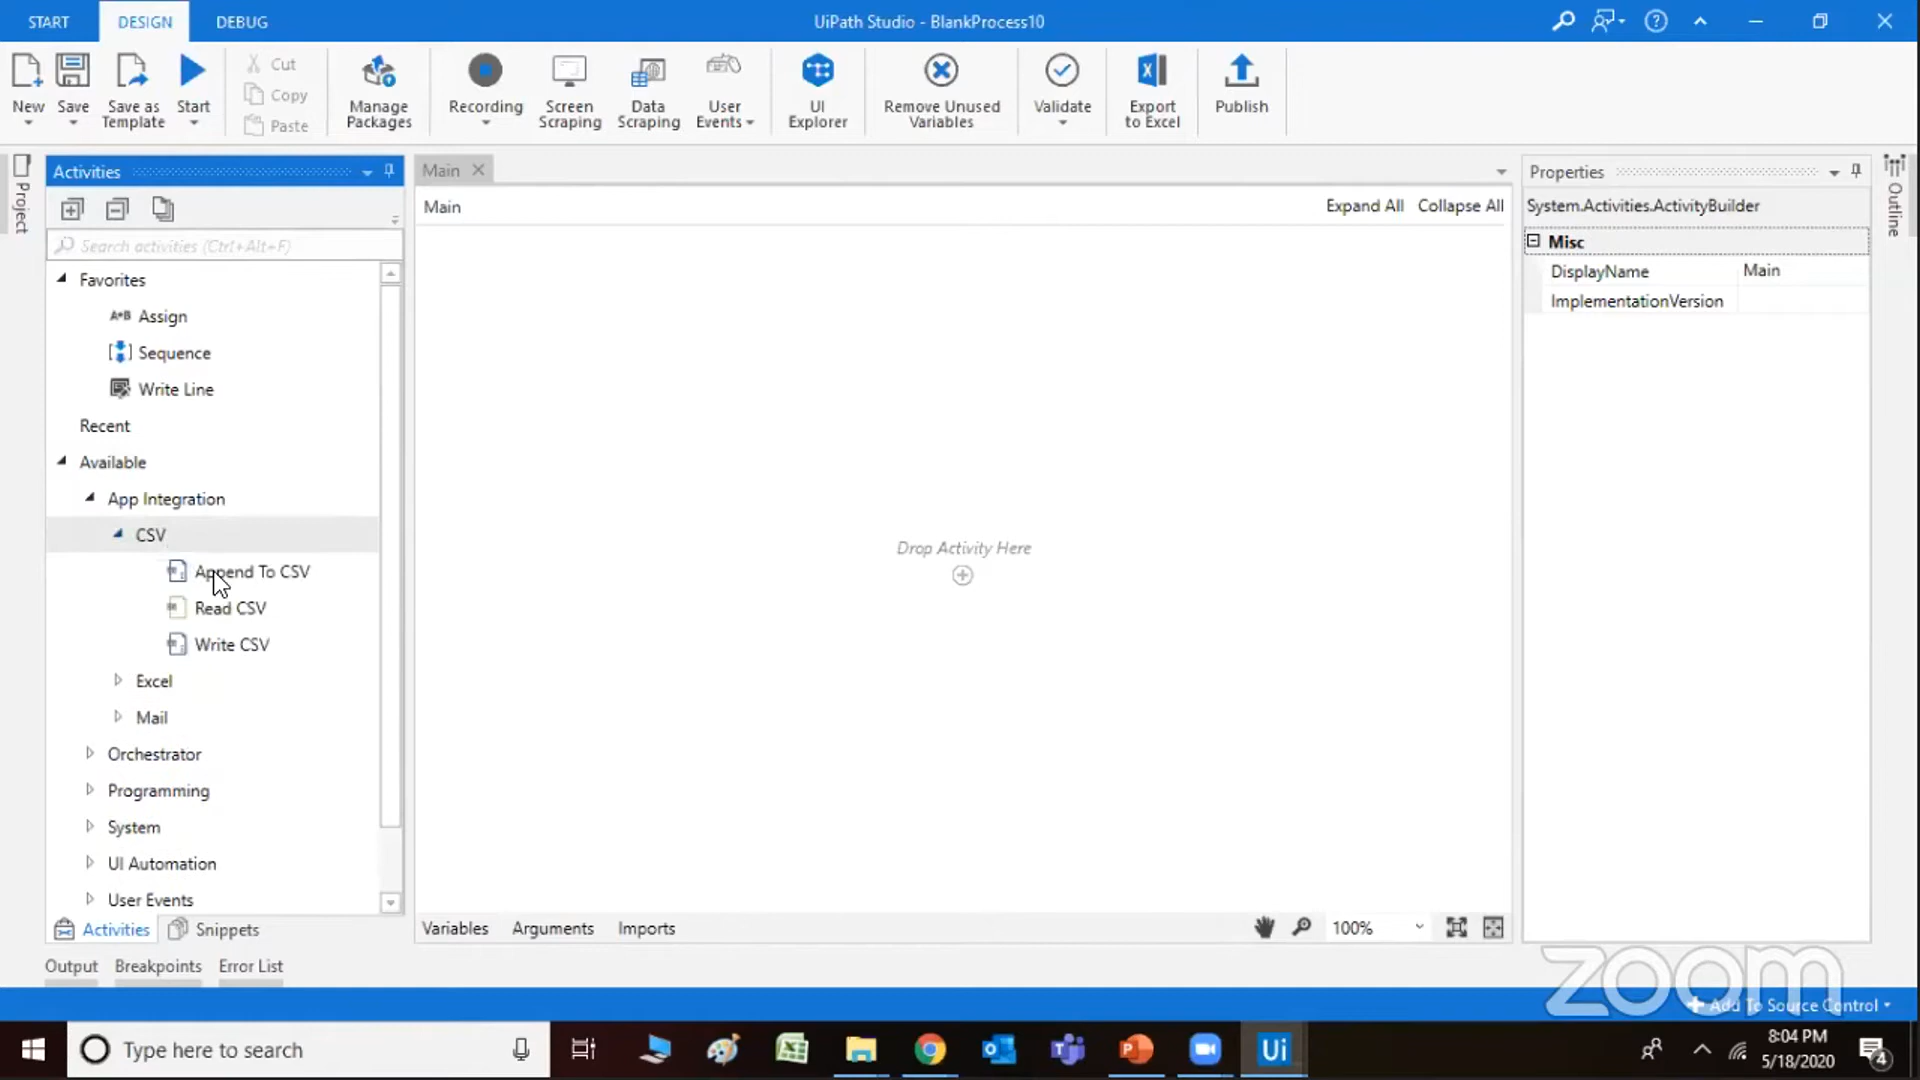 START
DESIGN
DEBUG
UiPath Studio - BlankProcess10
New
Save
Save as
Template
Start
Cut
Copy
Paste
Manage
Packages
Recording
Screen
Scraping
Data
Scraping
User
Events
UI
Explorer
Remove Unused
Variables
Validate
Export
to Excel
Publish
Project
Activities
Search activities (Ctrl+Alt+F)
Favorites
A*B Assign
Sequence
Write Line
Recent
Available
App Integration
CSV
Append To CSV
Read CSV
Write CSV
Excel
Mail
Orchestrator
Programming
System
UI Automation
User Events
Activities
Snippets
Main
Main
Expand All
Collapse All
Drop Activity Here
Variables
Arguments
Imports
100%
Properties
System.Activities.ActivityBuilder
Misc
DisplayName
Main
ImplementationVersion
Outline
Output
Breakpoints
Error List
zoom
Add To Source Control
Type here to search
Ui
8:04 PM
5/18/2020
4